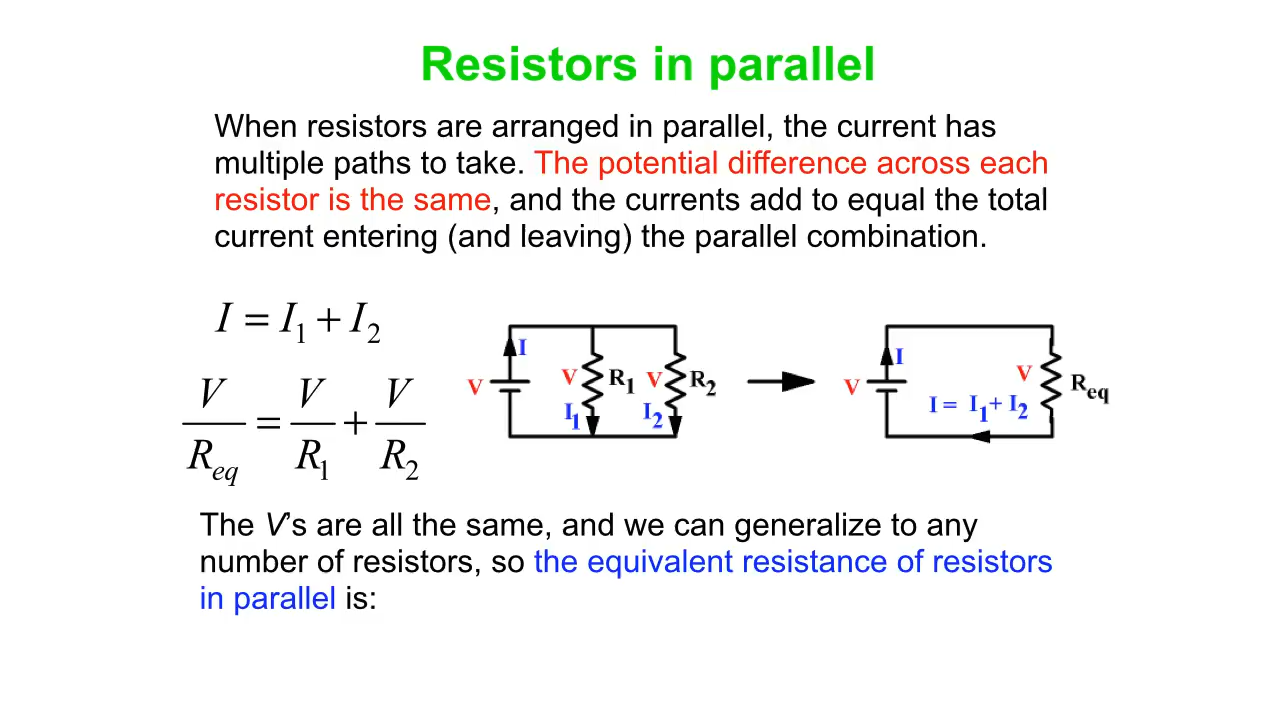 Resistors in parallel
When resistors are arranged in parallel, the current has
multiple paths to take. The potential difference across each
resistor is the same, and the currents add to equal the total
current entering (and leaving) the parallel combination.
I = I₁ + I₂
V/R_eq = V/R₁ + V/R₂
I
V
V
R₁
V
R₂
I₁
I₂
I
V
V
R_eq
I = I₁+ I₂
The V’s are all the same, and we can generalize to any
number of resistors, so the equivalent resistance of resistors
in parallel is: